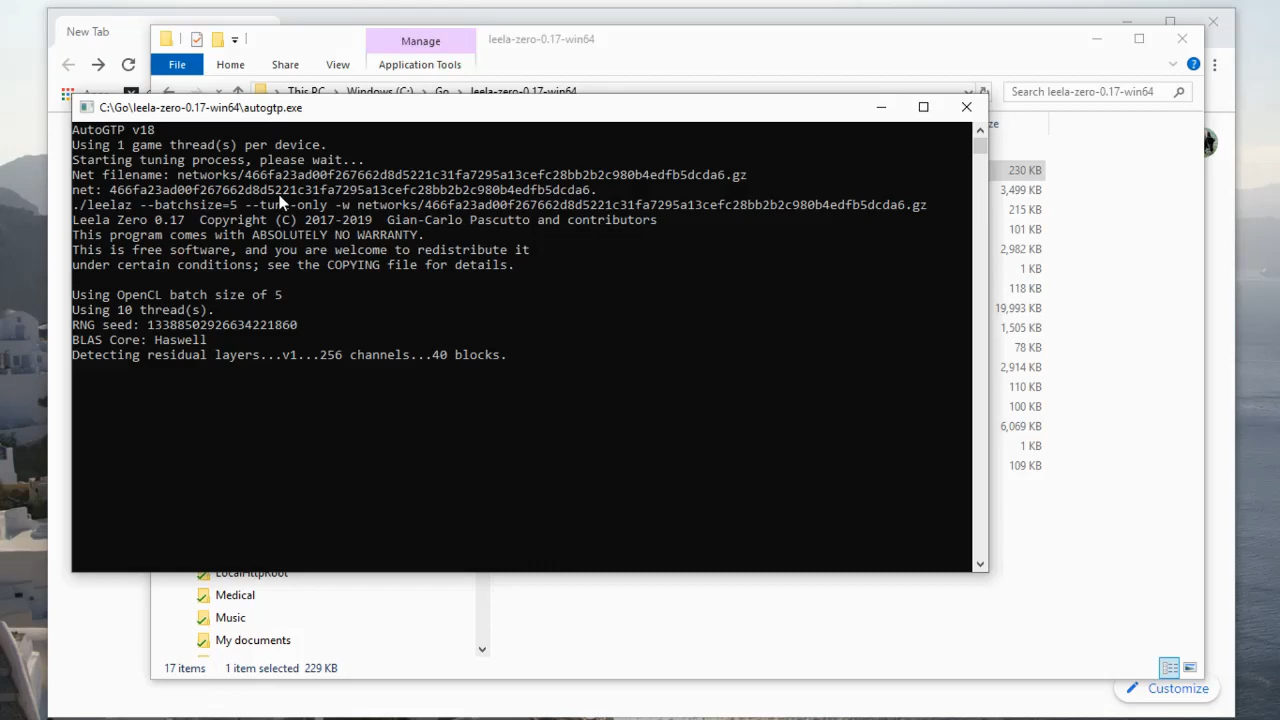 New Tab
Manage
leela-zero-0.17-win64
File
Home
Share
View
Application Tools
This PC
Windows (C:)
Go
leela-zero-0.17-win64
Search leela-zero-0.17-win64
C:\Go\leela-zero-0.17-win64\autogtp.exe
AutoGTP v18
Using 1 game thread(s) per device.
Starting tuning process, please wait...
Net filename: networks/466fa23ad00f267662d8d5221c31fa7295a13cefc28bb2b2c980b4edfb5dcda6.gz
net: 466fa23ad00f267662d8d5221c31fa7295a13cefc28bb2b2c980b4edfb5dcda6.
./leelaz --batchsize=5 --tune-only -w networks/466fa23ad00f267662d8d5221c31fa7295a13cefc28bb2b2c980b4edfb5dcda6.gz
Leela Zero 0.17  Copyright (C) 2017-2019  Gian-Carlo Pascutto and contributors
This program comes with ABSOLUTELY NO WARRANTY.
This is free software, and you are welcome to redistribute it
under certain conditions; see the COPYING file for details.
Using OpenCL batch size of 5
Using 10 thread(s).
RNG seed: 13388502926634221860
BLAS Core: Haswell
Detecting residual layers...v1...256 channels...40 blocks.
230 KB
3,499 KB
215 KB
101 KB
2,982 KB
1 KB
118 KB
19,993 KB
1,505 KB
78 KB
2,914 KB
110 KB
100 KB
6,069 KB
1 KB
109 KB
LocalHttpRoot
Medical
Music
My documents
17 items
1 item selected 229 KB
Customize